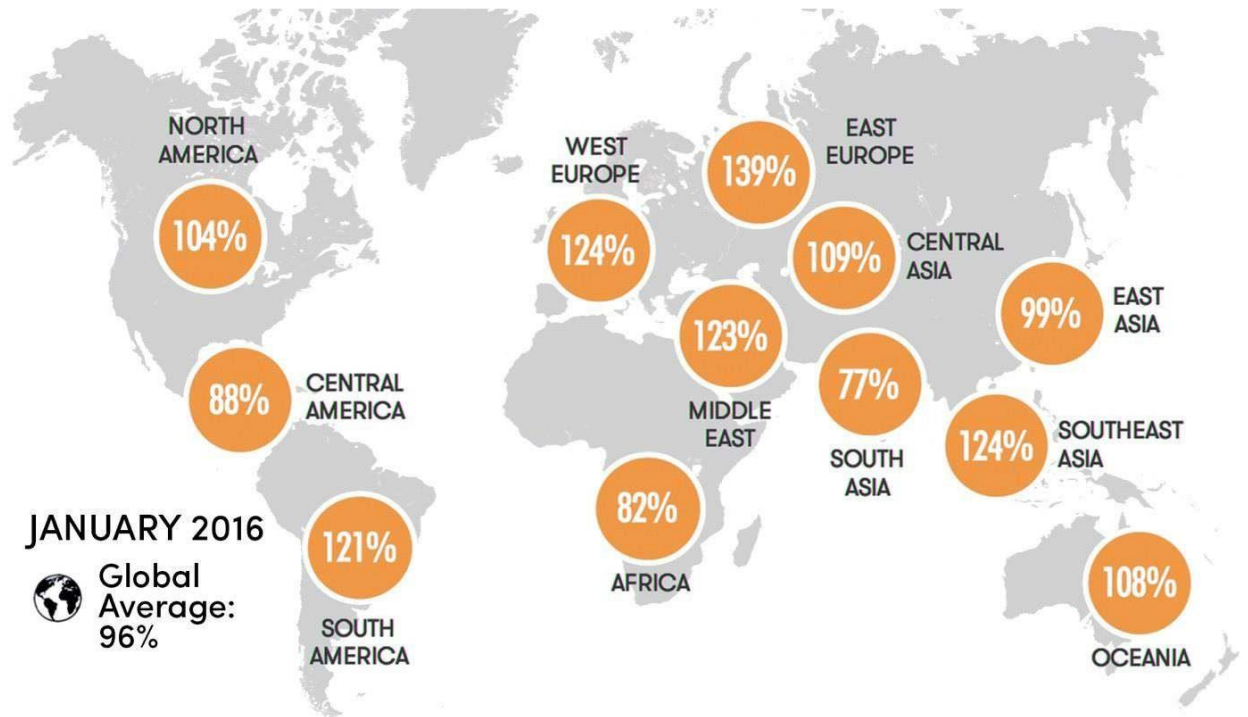 NORTH
AMERICA
104%
WEST
EUROPE
124%
139%
EAST
EUROPE
109%
CENTRAL
ASIA
99%
EAST
ASIA
88%
CENTRAL
AMERICA
123%
MIDDLE
EAST
77%
SOUTH
ASIA
124%
SOUTHEAST
ASIA
82%
AFRICA
121%
SOUTH
AMERICA
108%
OCEANIA
JANUARY 2016
Global
Average:
96%